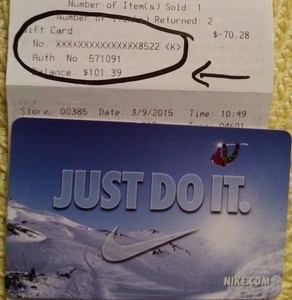 Number of Item(s) Sold: 1
Number of Item(s) Returned: 2
Gift Card $-70.28
No. XXXXXXXXXXXXXXX8522 <K>
Auth. No. 571091
Balance: $101.39
Store: 00385 Date: 3/9/2015 Time: 10:49
JUST DO IT.
NIKE.COM